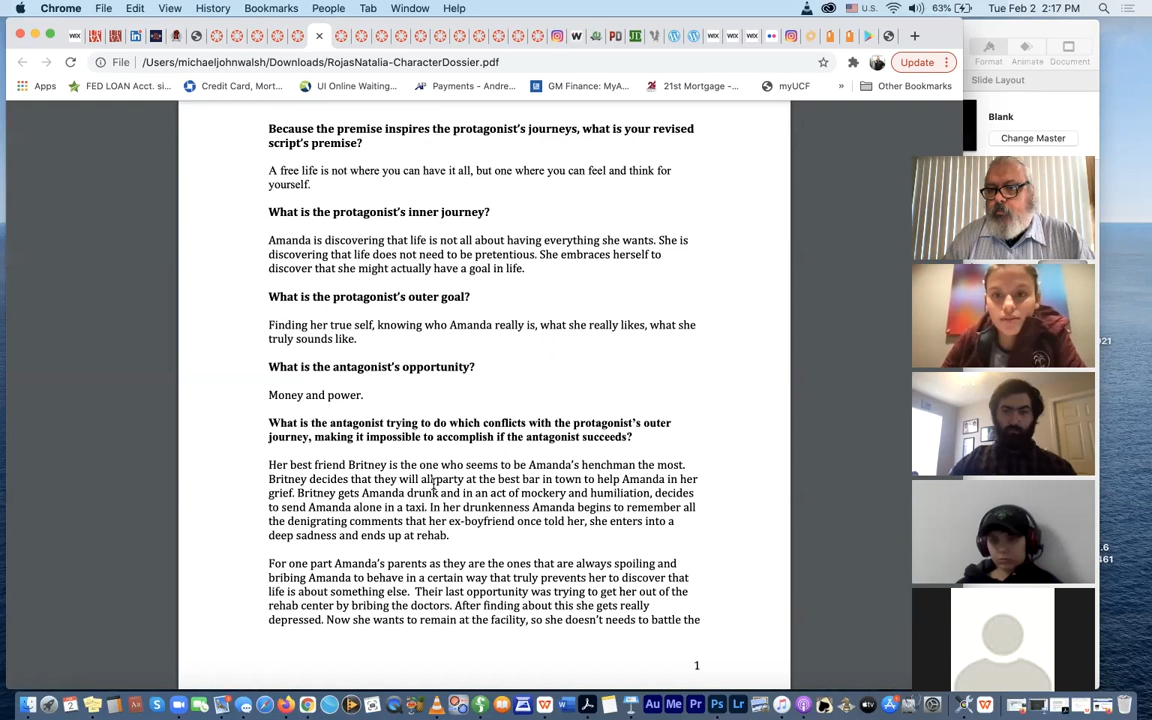 Chrome File Edit View History Bookmarks People Tab Window Help U.S. 63% Tue Feb 2 2:17 PM
WIX PD WIX WIX WIX
File /Users/michaeljohnwalsh/Downloads/RojasNatalia-CharacterDossier.pdf Update
Apps FED LOAN Acct. si... Credit Card, Mort... UI Online Waiting... Payments - Andre... GM Finance: MyA... 21st Mortgage -... myUCF » Other Bookmarks
Format Animate Document
Slide Layout
Blank
Change Master
Because the premise inspires the protagonist's journeys, what is your revised
script's premise?
A free life is not where you can have it all, but one where you can feel and think for
yourself.
What is the protagonist's inner journey?
Amanda is discovering that life is not all about having everything she wants. She is
discovering that life does not need to be pretentious. She embraces herself to
discover that she might actually have a goal in life.
What is the protagonist's outer goal?
Finding her true self, knowing who Amanda really is, what she really likes, what she
truly sounds like.
What is the antagonist's opportunity?
Money and power.
What is the antagonist trying to do which conflicts with the protagonist's outer
journey, making it impossible to accomplish if the antagonist succeeds?
Her best friend Britney is the one who seems to be Amanda's henchman the most.
Britney decides that they will all party at the best bar in town to help Amanda in her
grief. Britney gets Amanda drunk and in an act of mockery and humiliation, decides
to send Amanda alone in a taxi. In her drunkenness Amanda begins to remember all
the denigrating comments that her ex-boyfriend once told her, she enters into a
deep sadness and ends up at rehab.
For one part Amanda's parents as they are the ones that are always spoiling and
bribing Amanda to behave in a certain way that truly prevents her to discover that
life is about something else. Their last opportunity was trying to get her out of the
rehab center by bribing the doctors. After finding about this she gets really
depressed. Now she wants to remain at the facility, so she doesn't needs to battle the
1
021
.6
461
Au Me Pr Ps Lr